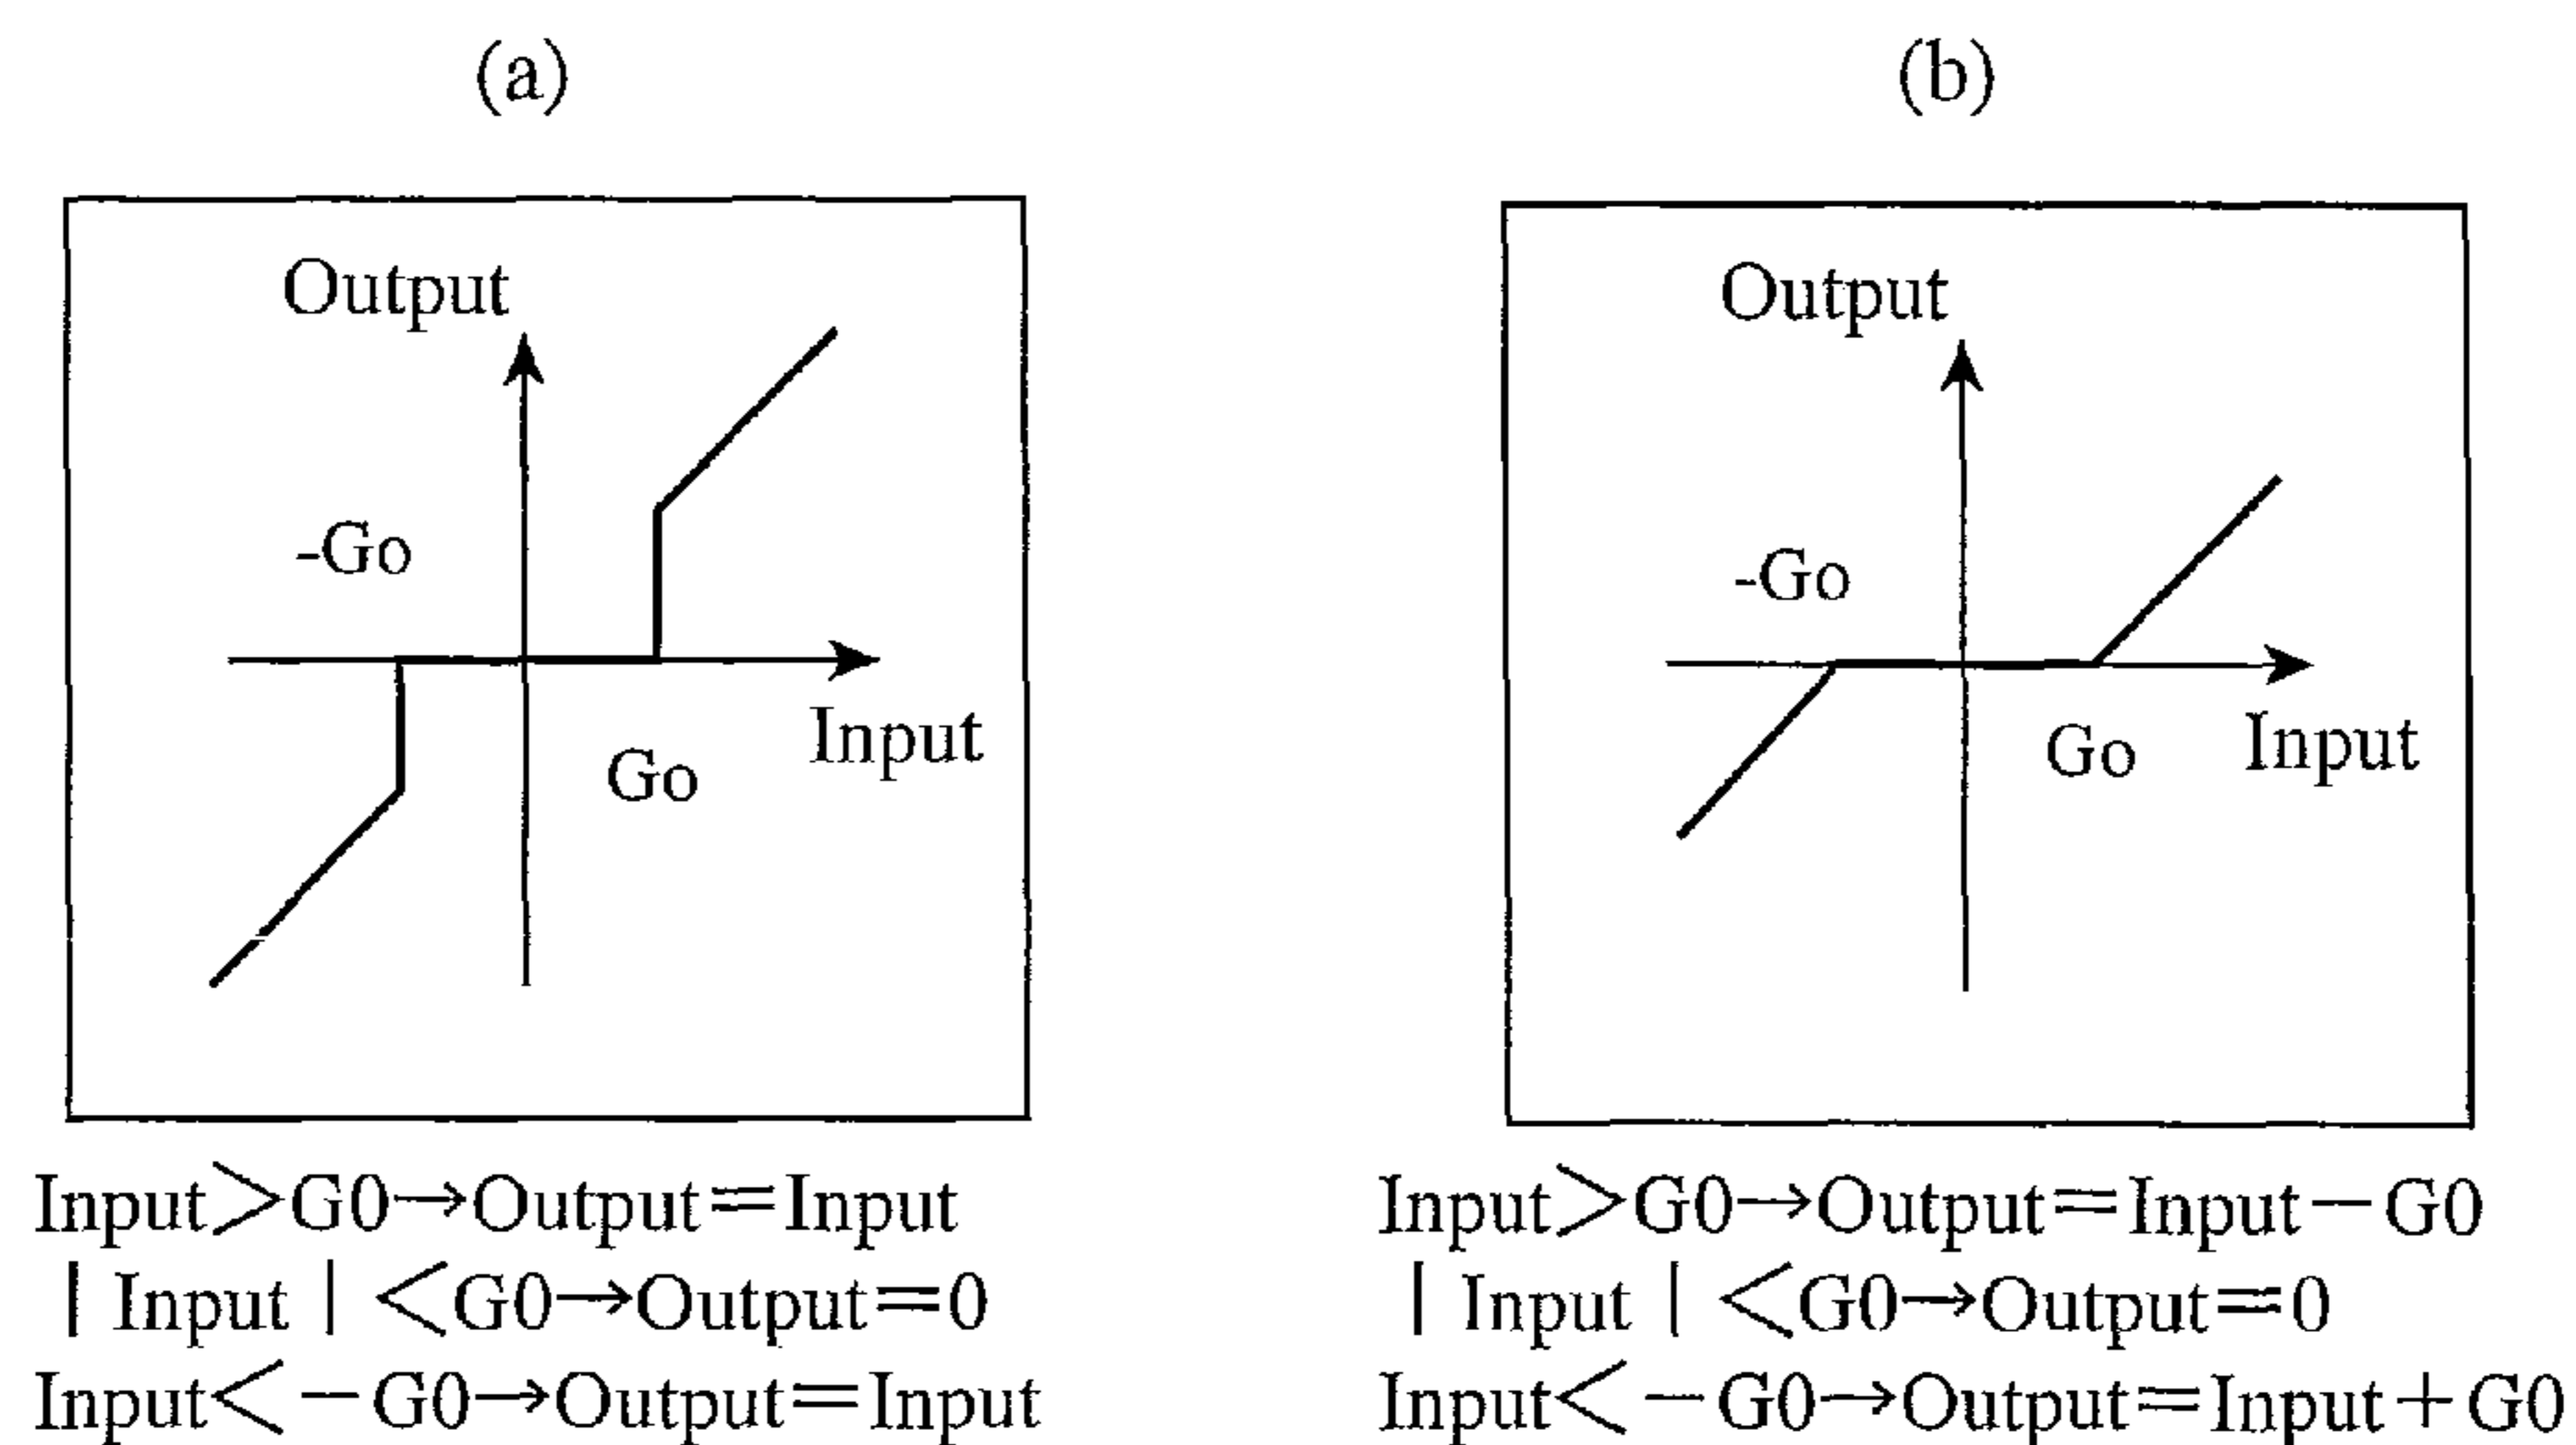 (a)
Output
-Go
Input
Go
Input>G0→Output=Input
| Input | <G0→Output=0
Input<-G0→Output=Input
(b)
Output
-Go
Input
Go
Input>G0→Output=Input-G0
| Input | <G0→Output=0
Input<-G0→Output=Input+G0